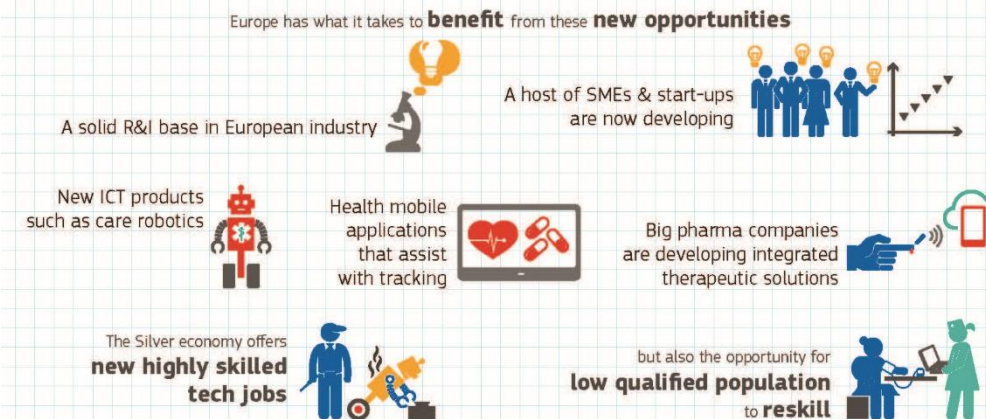 Europe has what it takes to benefit from these new opportunities
A solid R&I base in European industry
A host of SMEs & start-ups
are now developing
New ICT products
such as care robotics
Health mobile
applications
that assist
with tracking
Big pharma companies
are developing integrated
therapeutic solutions
The Silver economy offers
new highly skilled
tech jobs
but also the opportunity for
low qualified population
to reskill